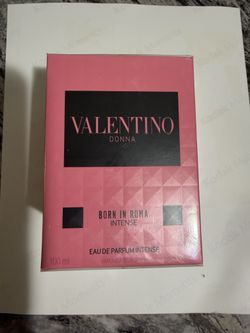 VALENTINO
DONNA
BORN IN ROMA
INTENSE
EAU DE PARFUM INTENSE
100 ml